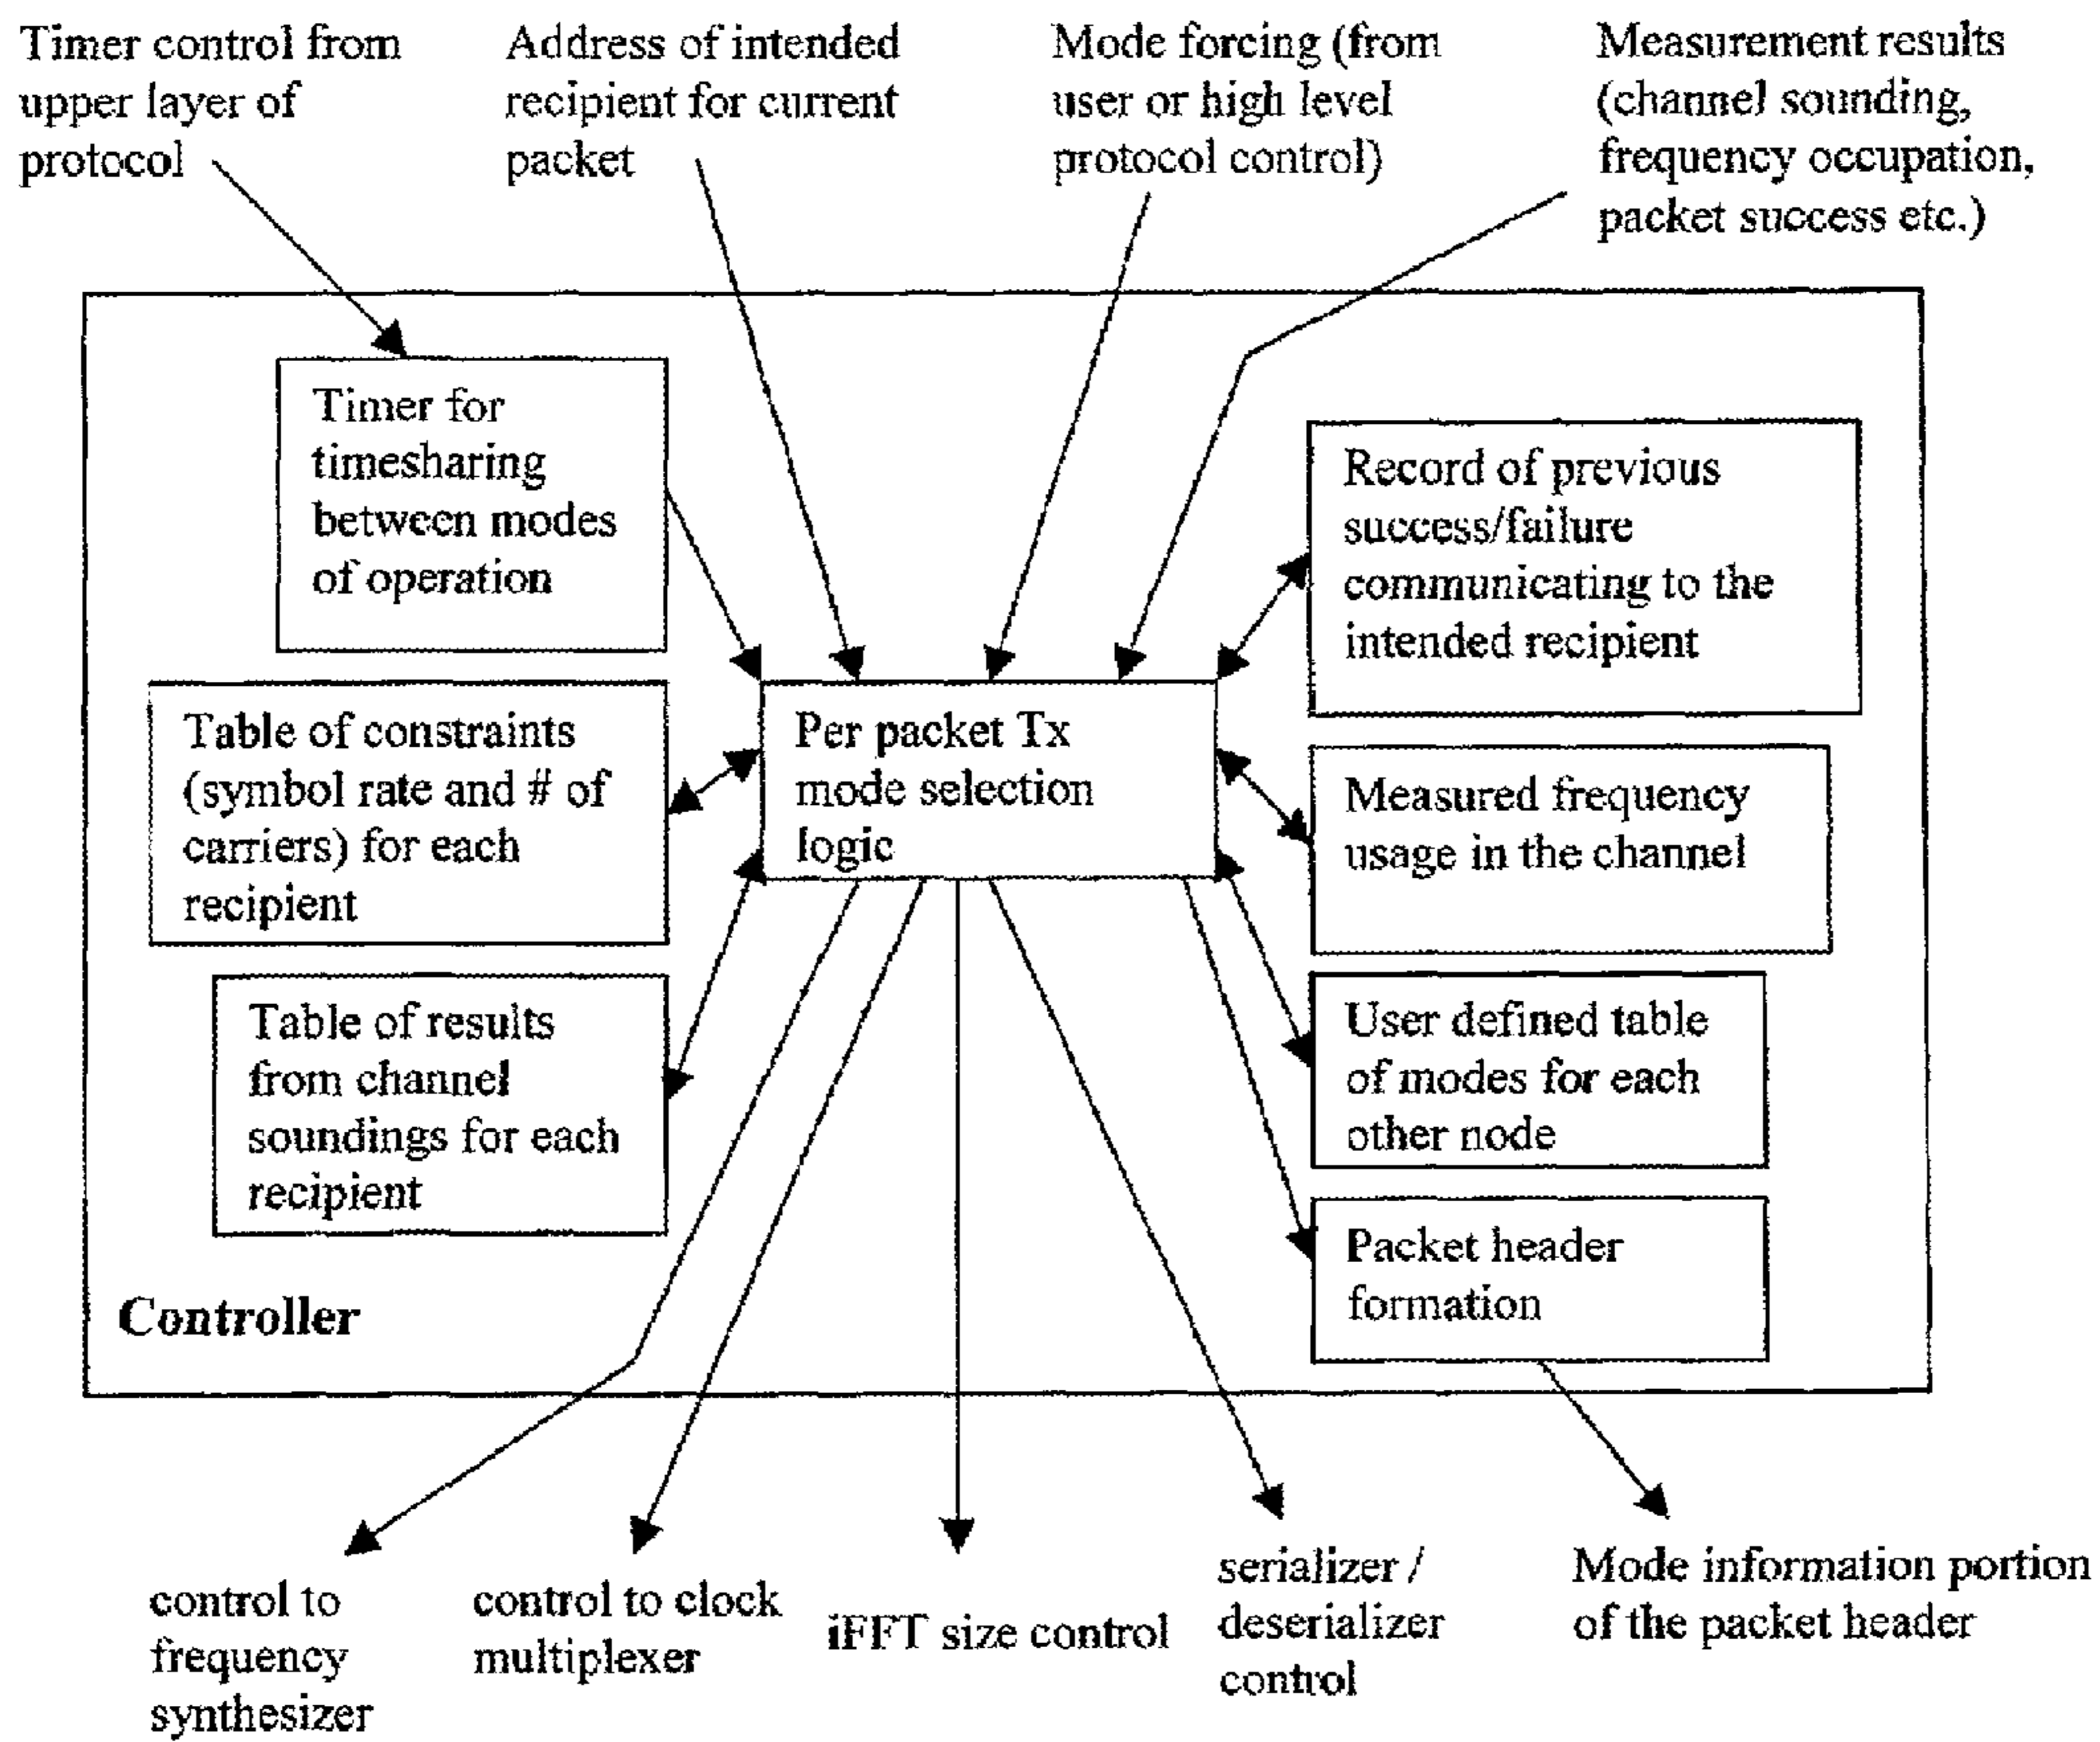 Timer control from
upper layer of
protocol
Address of intended
recipient for current
packet
Mode forcing (from
user or high level
protocol control)
Measurement results
(channel sounding,
frequency occupation,
packet success etc.)
Timer for
timesharing
between modes
of operation
Record of previous
success/failure
communicating to the
intended recipient
Table of constraints
(symbol rate and # of
carriers) for each
recipient
Per packet Tx
mode selection
logic
Measured frequency
usage in the channel
Table of results
from channel
soundings for each
recipient
User defined table
of modes for each
other node
Packet header
formation
Controller
control to
frequency
synthesizer
control to clock
multiplexer
iFFT size control
serializer /
deserializer
control
Mode information portion
of the packet header